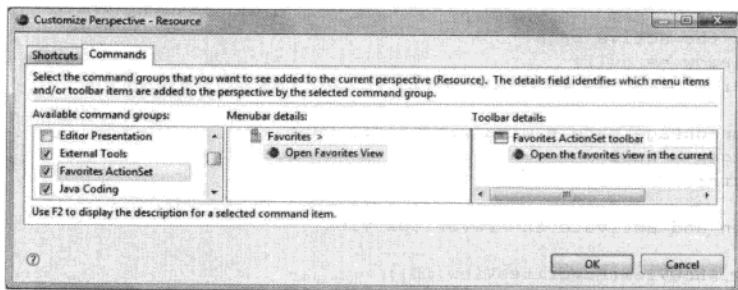 Customize Perspective - Resource
Shortcuts Commands
Select the command groups that you want to see added to the current perspective (Resource). The details field identifies which menu items
and/or toolbar items are added to the perspective by the selected command group.
Available command groups: Menubar details: Toolbar details:
Editor Presentation Favorites > Favorites ActionSet toolbar
External Tools Open Favorites View Open the favorites view in the current
Favorites ActionSet
Java Coding
Use F2 to display the description for a selected command item.
OK Cancel